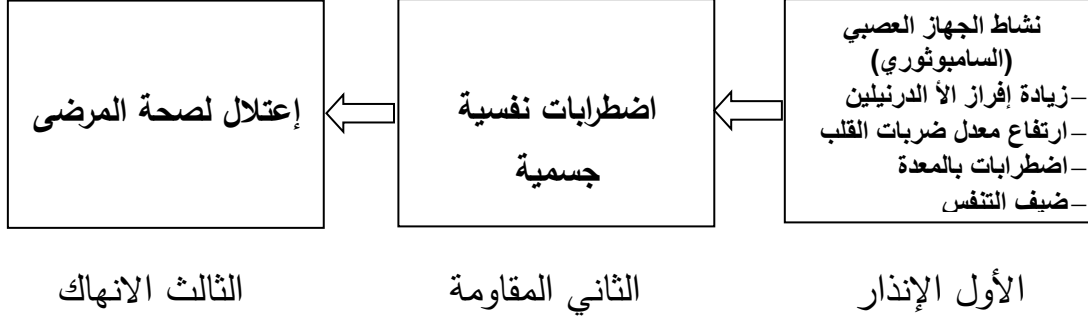 نشاط الجهاز العصبي
(السامبوثوري)
–زيادة إفراز الأ الدرنيلين
–ارتفاع معدل ضربات القلب
–اضطرابات بالمعدة
–ضيف التنفس
اضطرابات نفسية
جسمية
إعتلال لصحة المرضى
الأول الإنذار
الثاني المقاومة
الثالث الانهاك